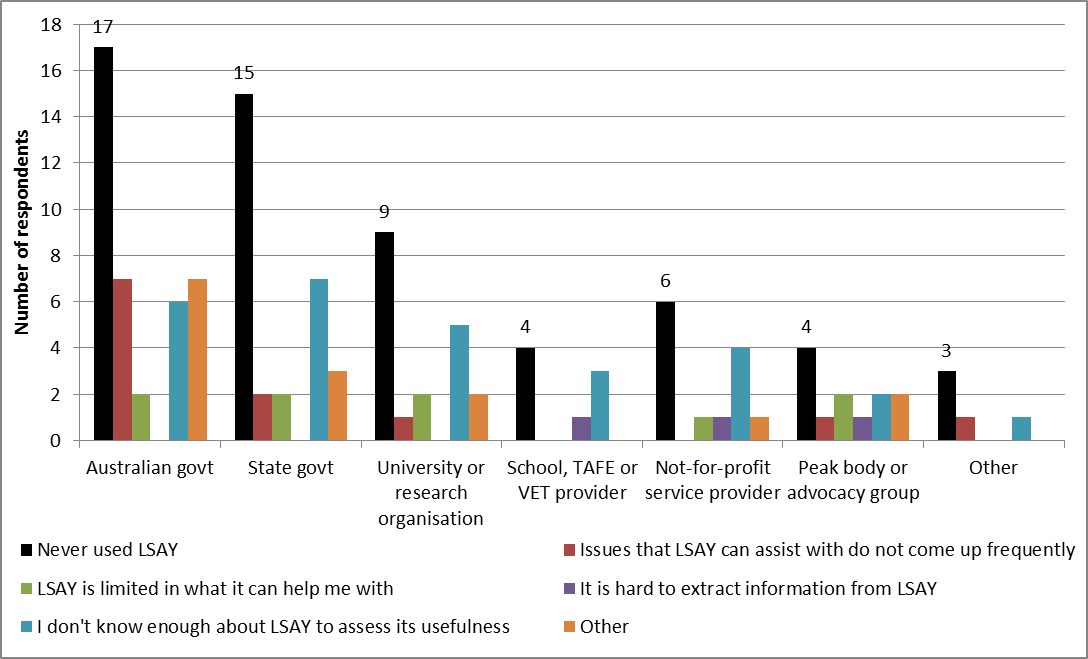 Number of respondents
18
16
14
12
10
8
6
4
2
0
17
15
9
4
6
4
3
Australian govt
State govt
University or
research
organisation
School, TAFE or
VET provider
Not-for-profit
service provider
Peak body or
advocacy group
Other
Never used LSAY
Issues that LSAY can assist with do not come up frequently
LSAY is limited in what it can help me with
It is hard to extract information from LSAY
I don't know enough about LSAY to assess its usefulness
Other